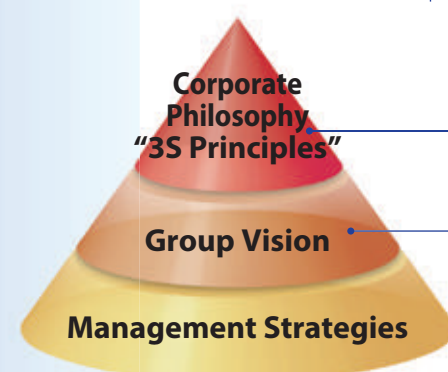 Corporate
Philosophy
“3S Principles”
Group Vision
Management Strategies